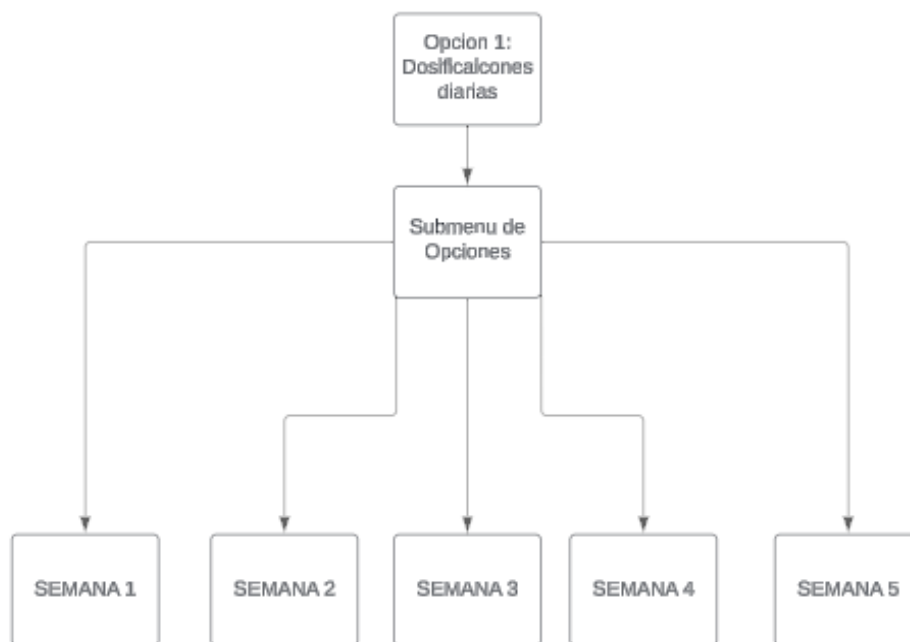 Opcion 1:
Dosificalcones
diarias
Submenu de
Opciones
SEMANA 1
SEMANA 2
SEMANA 3
SEMANA 4
SEMANA 5